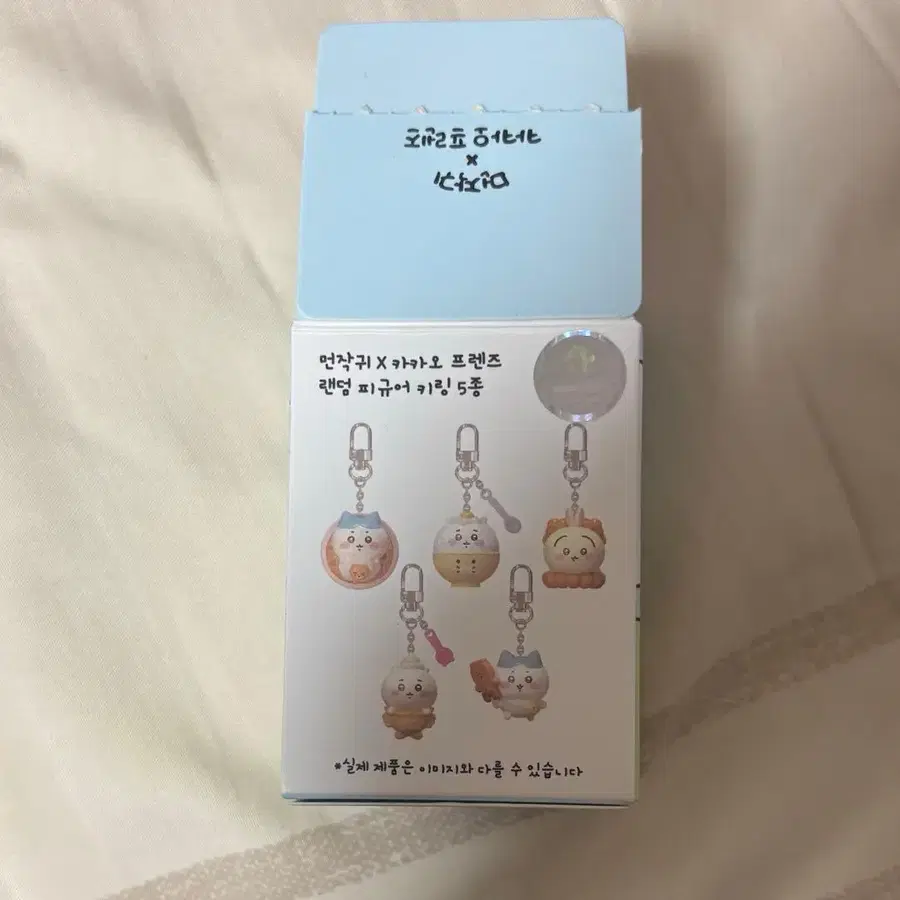 먼작귀
x
카카오 프렌즈
먼작귀 X 카카오 프렌즈
랜덤 피규어 키링 5종
*실제 제품은 이미지와 다를 수 있습니다